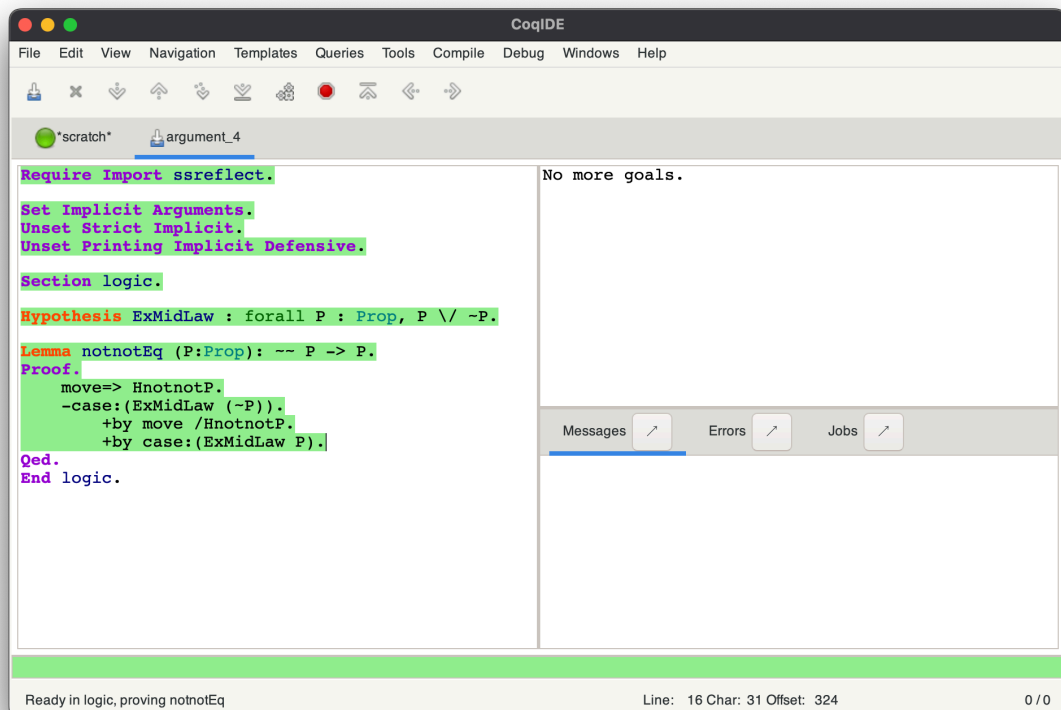 CoqIDE
File Edit View Navigation Templates Queries Tools Compile Debug Windows Help
*scratch* argument_4
Require Import ssreflect.
Set Implicit Arguments.
Unset Strict Implicit.
Unset Printing Implicit Defensive.
Section logic.
Hypothesis ExMidLaw : forall P : Prop, P \/ ~P.
Lemma notnotEq (P:Prop): ~~ P -> P.
Proof.
move=> HnotnotP.
-case:(ExMidLaw (~P)).
+by move /HnotnotP.
+by case:(ExMidLaw P).
Qed.
End logic.
No more goals.
Messages Errors Jobs
Ready in logic, proving notnotEq Line: 16 Char: 31 Offset: 324 0 / 0